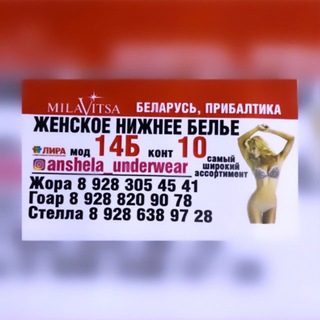 MILAVITSA БЕЛАРУСЬ, ПРИБАЛТИКА
ЖЕНСКОЕ НИЖНЕЕ БЕЛЬЕ
ЛИРА мод 14Б конт 10
anshela_underwear_
самый
широкий
ассортимент
Жора 8 928 305 45 41
Гоар 8 928 820 90 78
Стелла 8 928 638 97 28